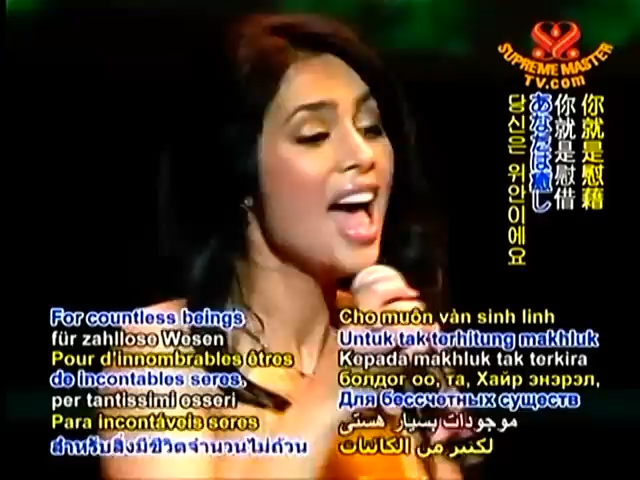 SUPREME MASTER
TV.com
你就是慰藉
你就是慰借
あなたは癒し
당신은 위안이에요
For countless beings
für zahllose Wesen
Pour d'innombrables êtres
de incontables seres,
per tantissimi esseri
Para incontáveis seres
สำหรับสิ่งมีชีวิตจำนวนไม่ถ้วน
Cho muôn vàn sinh linh
Untuk tak terhitung makhluk
Kepada makhluk tak terkira
болдог оо, та, Хайр энэрэл,
Для бессчетных существ
موجودات بسیار هستی
لكثير من الكائنات